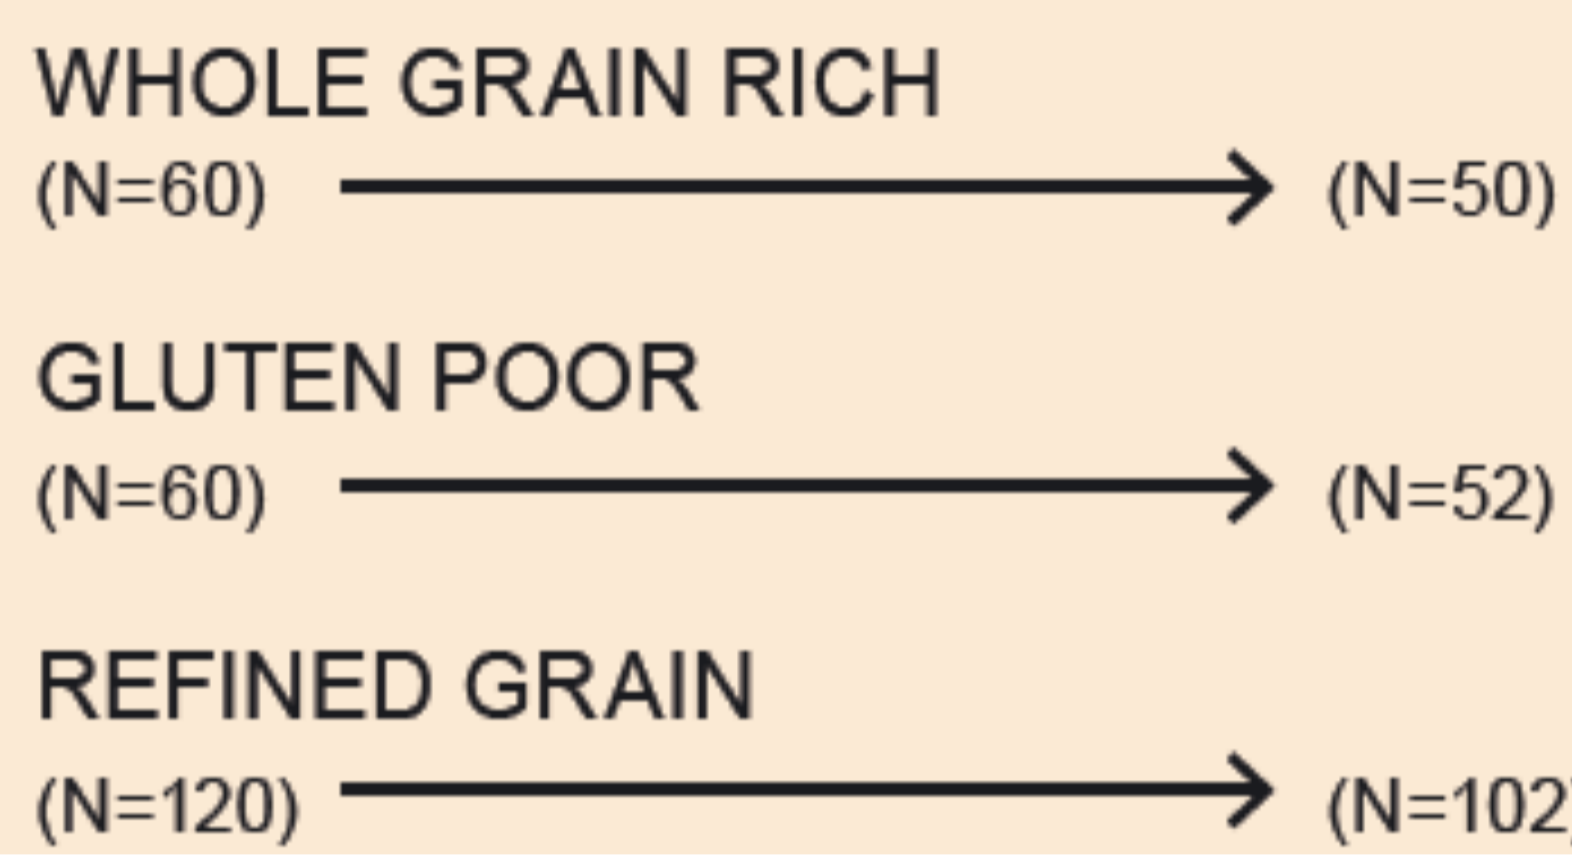 WHOLE GRAIN RICH
(N=60) (N=50)
GLUTEN POOR
(N=60) (N=52)
REFINED GRAIN
(N=120) (N=102)